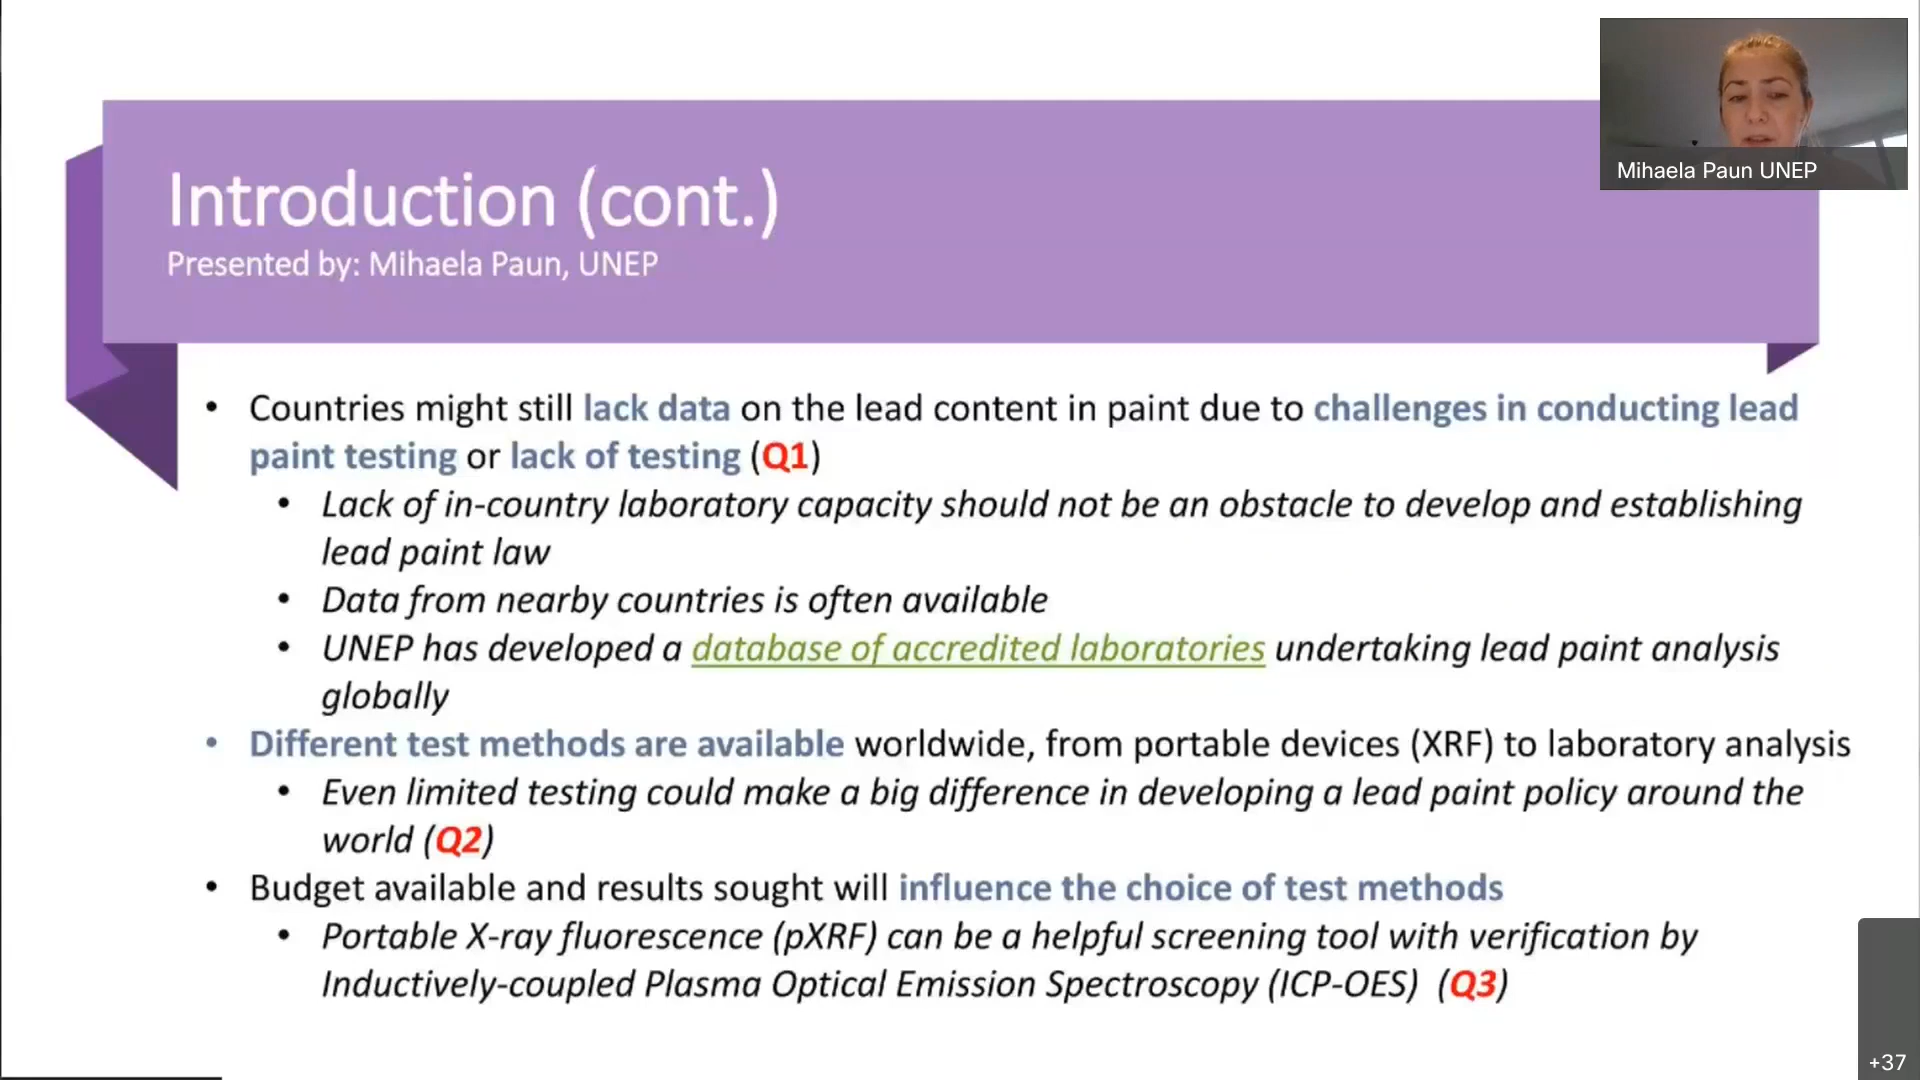 Mihaela Paun UNEP
Introduction (cont.)
Presented by: Mihaela Paun, UNEP
• Countries might still lack data on the lead content in paint due to challenges in conducting lead
paint testing or lack of testing (Q1)
• Lack of in-country laboratory capacity should not be an obstacle to develop and establishing
lead paint law
• Data from nearby countries is often available
• UNEP has developed a database of accredited laboratories undertaking lead paint analysis
globally
• Different test methods are available worldwide, from portable devices (XRF) to laboratory analysis
• Even limited testing could make a big difference in developing a lead paint policy around the
world (Q2)
• Budget available and results sought will influence the choice of test methods
• Portable X-ray fluorescence (pXRF) can be a helpful screening tool with verification by
Inductively-coupled Plasma Optical Emission Spectroscopy (ICP-OES) (Q3)
+37